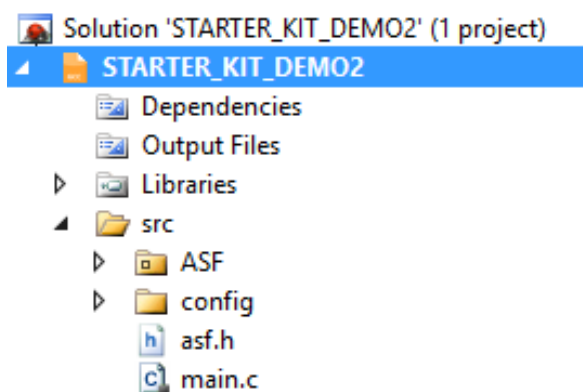 Solution 'STARTER_KIT_DEMO2' (1 project)
STARTER_KIT_DEMO2
Dependencies
Output Files
Libraries
src
ASF
config
asf.h
main.c